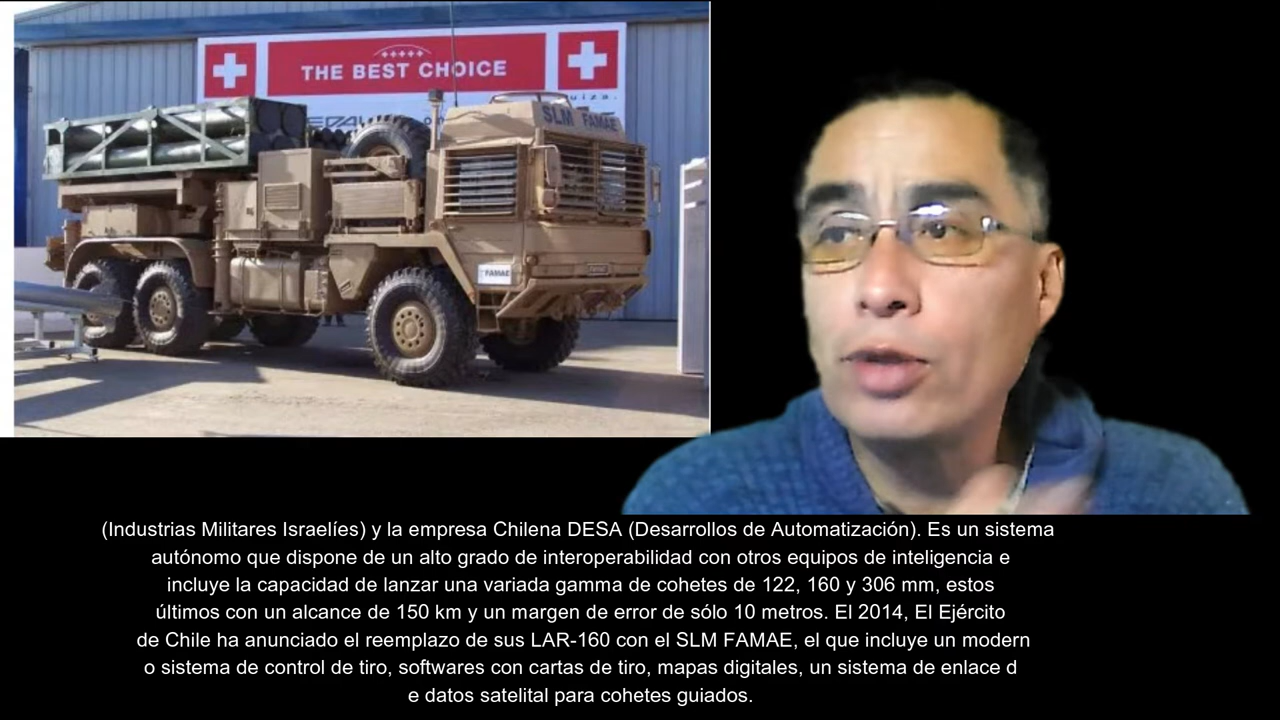 THE BEST CHOICE
SLM FAMAE
FAMAE
(Industrias Militares Israelíes) y la empresa Chilena DESA (Desarrollos de Automatización). Es un sistema
autónomo que dispone de un alto grado de interoperabilidad con otros equipos de inteligencia e
incluye la capacidad de lanzar una variada gamma de cohetes de 122, 160 y 306 mm, estos
últimos con un alcance de 150 km y un margen de error de sólo 10 metros. El 2014, El Ejército
de Chile ha anunciado el reemplazo de sus LAR-160 con el SLM FAMAE, el que incluye un modern
o sistema de control de tiro, softwares con cartas de tiro, mapas digitales, un sistema de enlace d
e datos satelital para cohetes guiados.